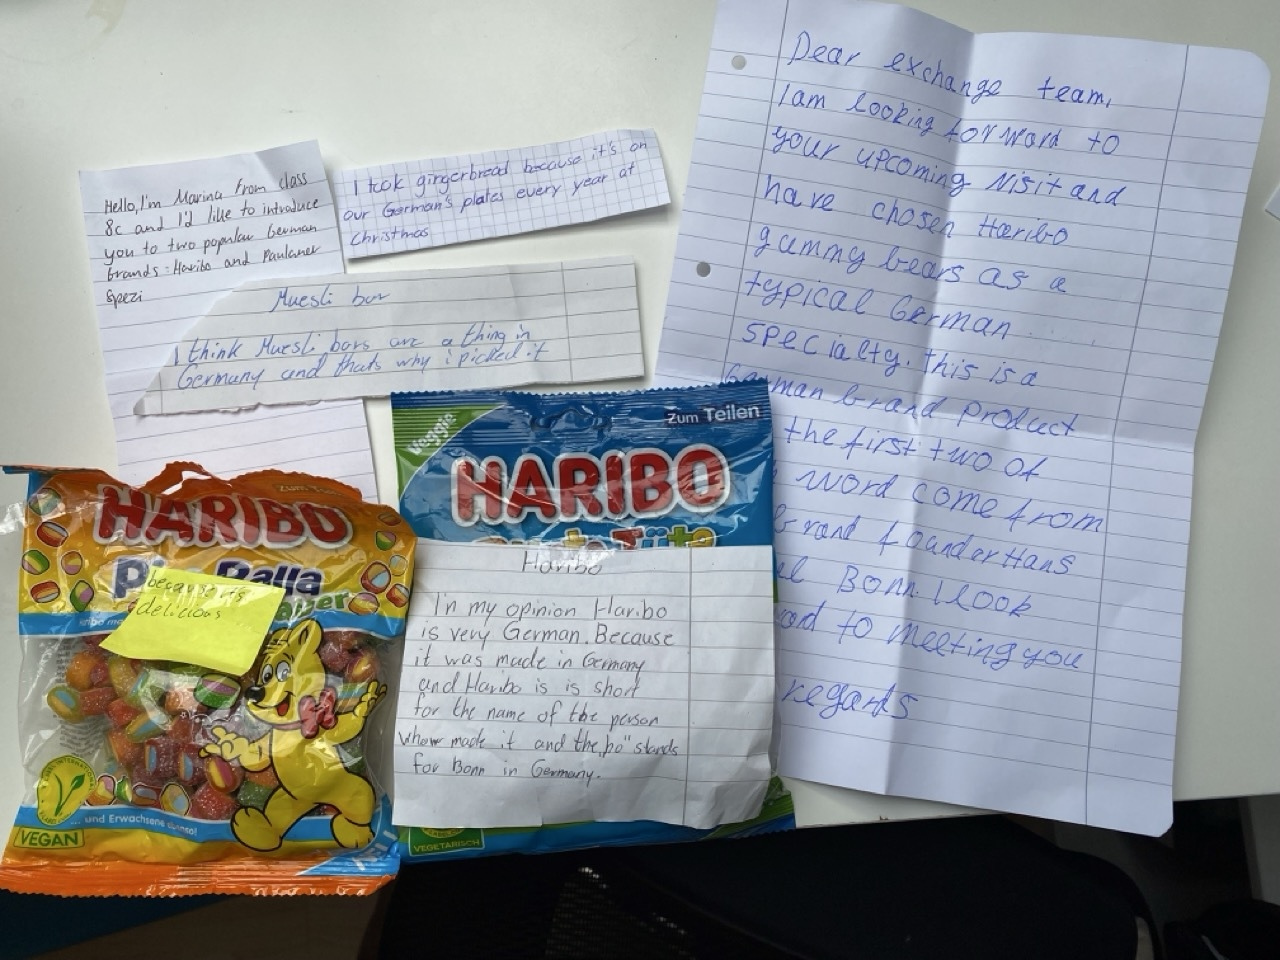 Hello, I'm Marina from class
8c and I'd like to introduce
you to two popular German
brands: Haribo and Paulaner
Spezi
I took gingerbread because it's on
our German's plates every year at
Christmas
Muesli bar
I think Muesli bars are a thing in
Germany and thats why i picked it
Dear exchange team,
I am looking forward to
your upcoming visit and
have chosen Haribo
gummy bears as a
typical German
specialty. This is a
German brand product
the first two of
word come from
brand founder Hans
Bonn. I look
to meeting you
regards
Veggie
Zum Teilen
HARIBO
Haribo
In my opinion Haribo
is very German. Because
it was made in Germany
and Haribo is is short
for the name of the person
whow made it and the „bo" stands
for Bonn in Germany.
VEGETARISCH
HARIBO
Zum
Balla
because its
delicious
... und Erwachsene ebenso!
VEGAN